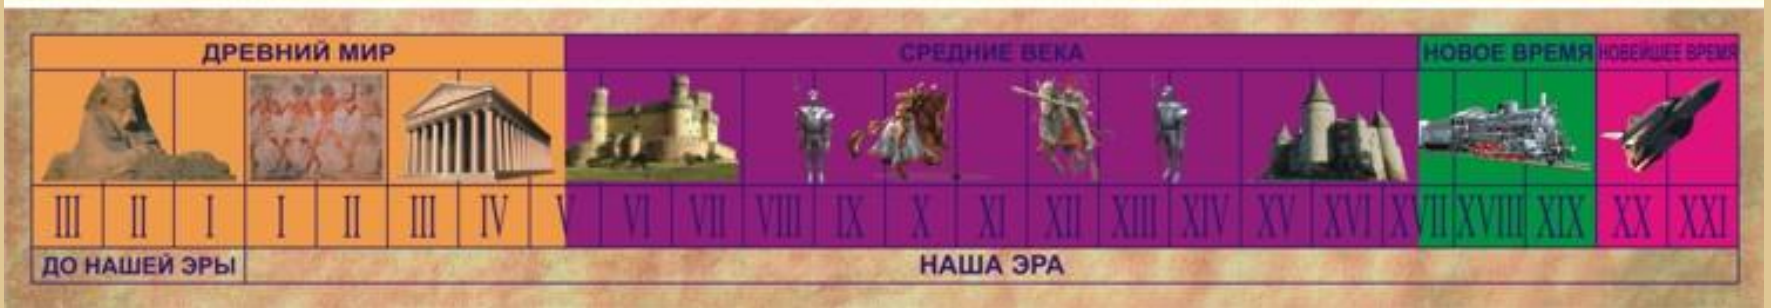 ДРЕВНИЙ МИР СРЕДНИЕ ВЕКА НОВОЕ ВРЕМЯ НОВЕЙШЕЕ ВРЕМЯ
III II I I II III IV V VI VII VIII IX X XI XII XIII XIV XV XVI XVII XVIII XIX XX XXI
ДО НАШЕЙ ЭРЫ НАША ЭРА